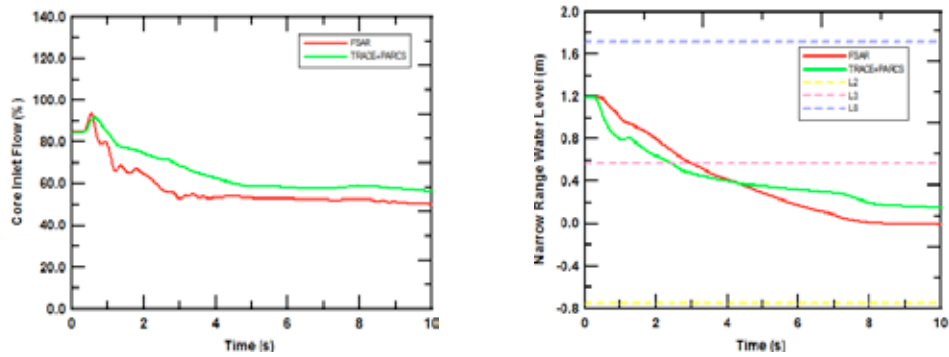 140.0
120.0
100.0
80.0
60.0
40.0
20.0
0.0
0
2
4
6
8
10
Core Inlet Flow (%)
Time (s)
FSAR
TRACE+PARCS
2.0
1.6
1.2
0.8
0.4
0.0
-0.4
-0.8
0
2
4
6
8
10
Narrow Range Water Level (m)
Time (s)
FSAR
TRACE+PARCS
L2
L3
L8